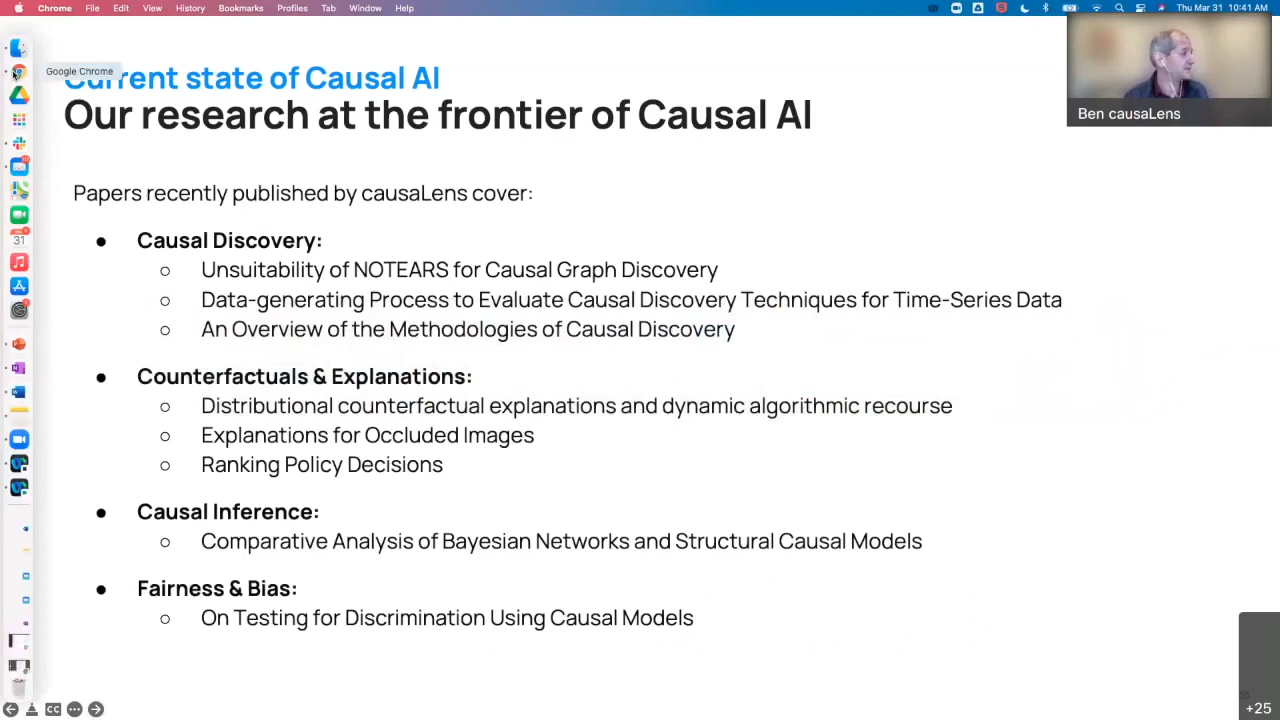 Chrome File Edit View History Bookmarks Profiles Tab Window Help
Thu Mar 31 10:41 AM
Google Chrome
Current state of Causal AI
Our research at the frontier of Causal AI
Ben causaLens
Papers recently published by causaLens cover:
● Causal Discovery:
○ Unsuitability of NOTEARS for Causal Graph Discovery
○ Data-generating Process to Evaluate Causal Discovery Techniques for Time-Series Data
○ An Overview of the Methodologies of Causal Discovery
● Counterfactuals & Explanations:
○ Distributional counterfactual explanations and dynamic algorithmic recourse
○ Explanations for Occluded Images
○ Ranking Policy Decisions
● Causal Inference:
○ Comparative Analysis of Bayesian Networks and Structural Causal Models
● Fairness & Bias:
○ On Testing for Discrimination Using Causal Models
31
CC
+25